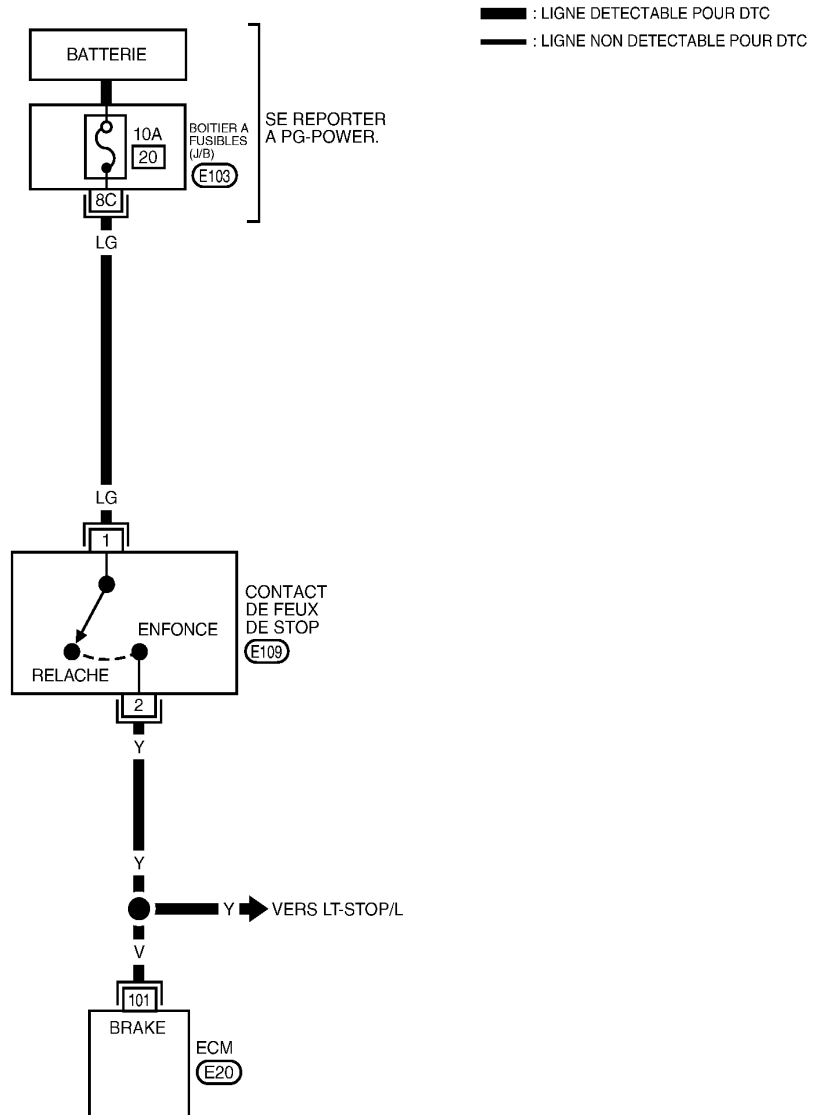 : LIGNE DETECTABLE POUR DTC
: LIGNE NON DETECTABLE POUR DTC
BATTERIE
10A
20
BOITIER A
FUSIBLES
(J/B)
E103
SE REPORTER
A PG-POWER.
8C
LG
LG
1
ENFONCE
RELACHE
CONTACT
DE FEUX
DE STOP
E109
2
Y
Y
Y
VERS LT-STOP/L
V
101
BRAKE
ECM
E20